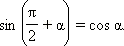 sin(π/2 + α) = cos α.